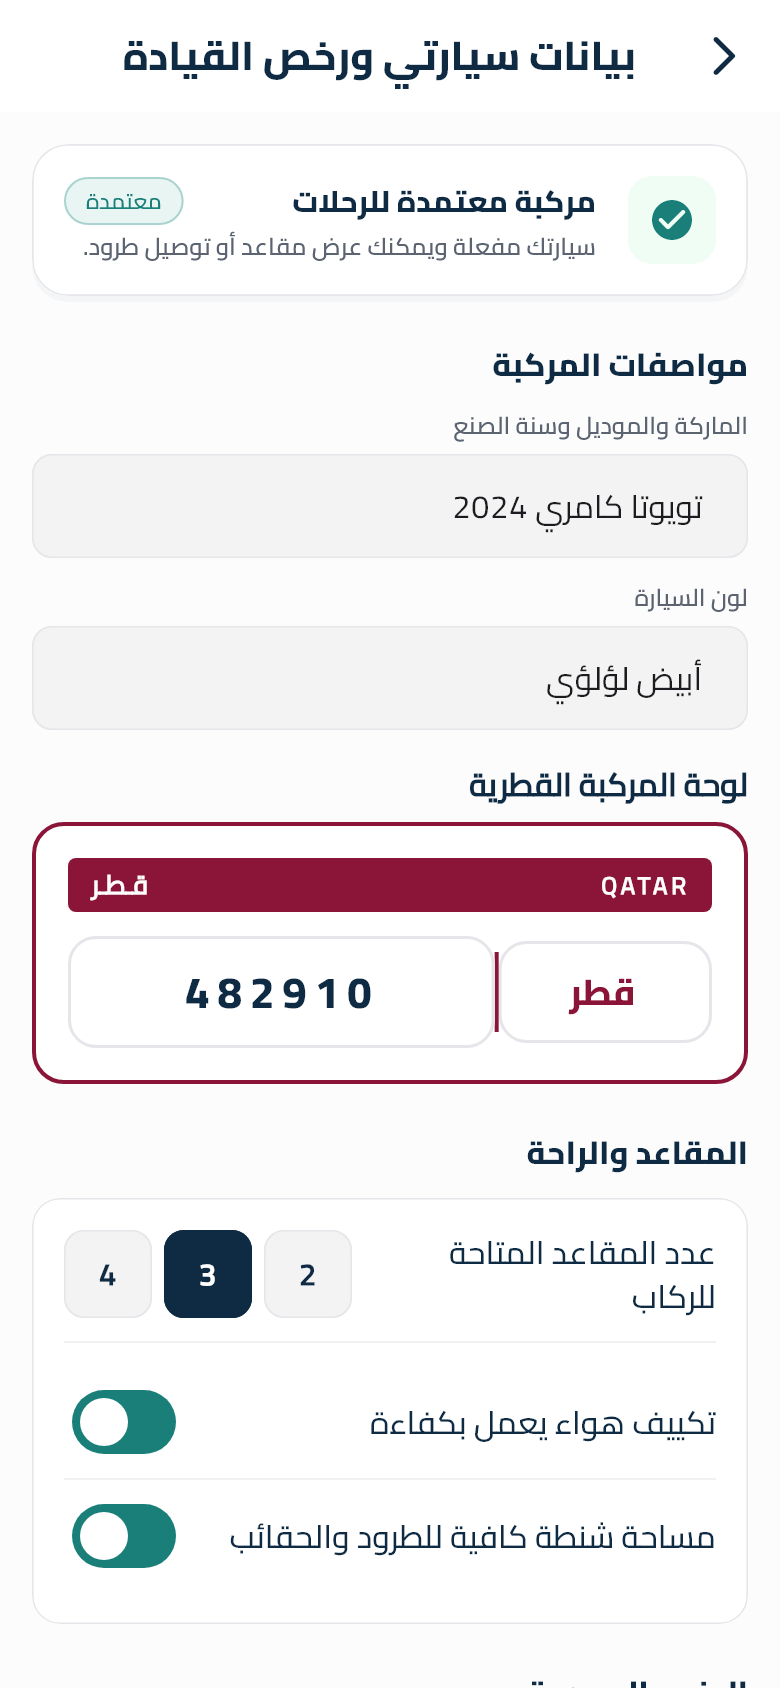 بيانات سيارتي ورخص القيادة
مركبة معتمدة للرحلات
معتمدة
سيارتك مفعلة ويمكنك عرض مقاعد أو توصيل طرود.
مواصفات المركبة
الماركة والموديل وسنة الصنع
تويوتا كامري 2024
لون السيارة
أبيض لؤلؤي
لوحة المركبة القطرية
QATAR
قطر
قطر
482910
المقاعد والراحة
عدد المقاعد المتاحة
للركاب
2
3
4
تكييف هواء يعمل بكفاءة
مساحة شنطة كافية للطرود والحقائب